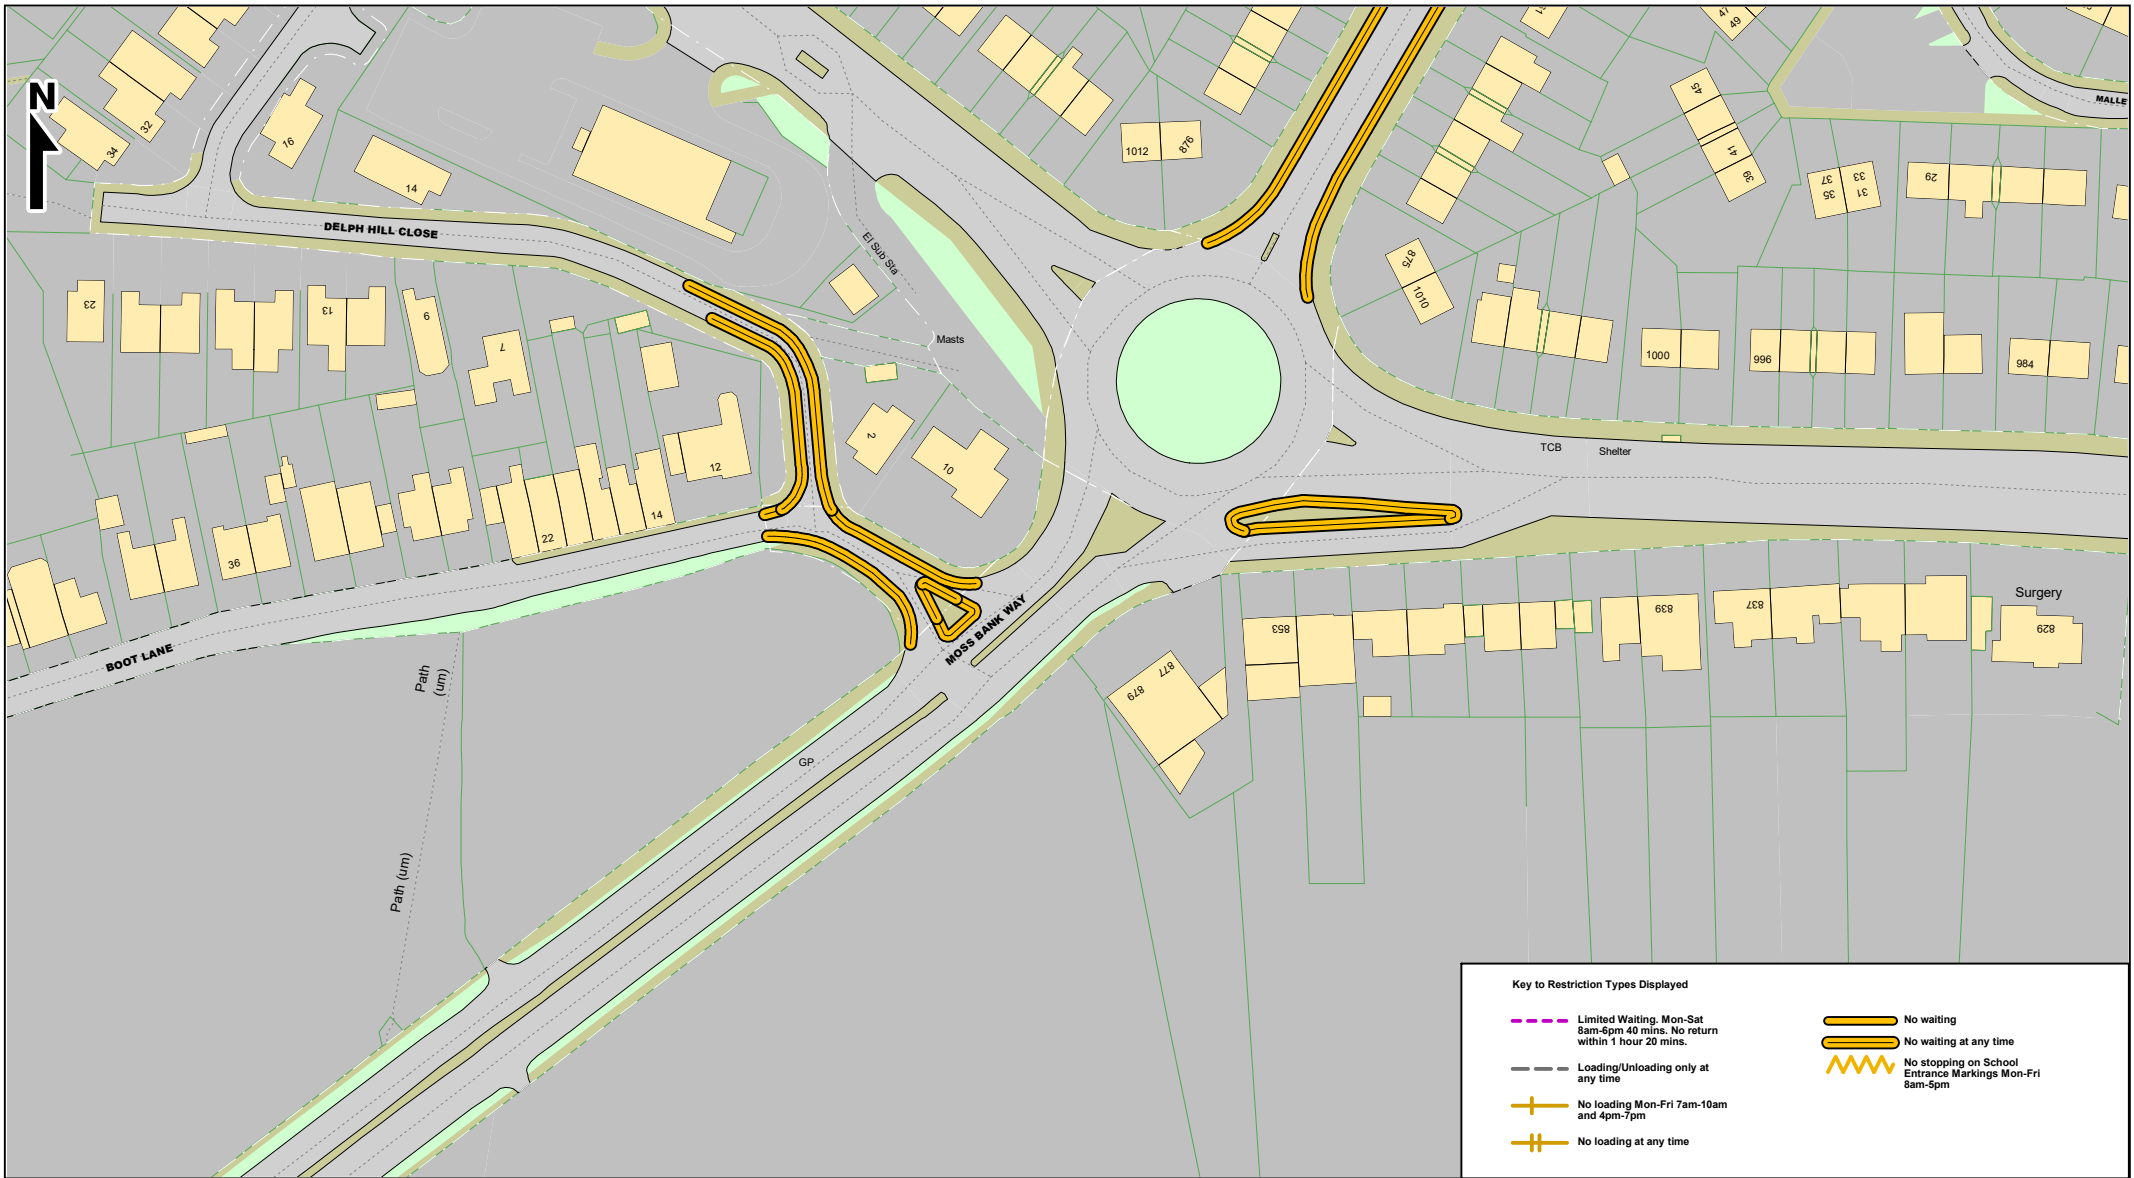 N
32
34
16
14
DELPH HILL CLOSE
El Sub Sta
Masts
1012
876
47
49
45
41
39
37
35
33
31
29
MALLE
875
1010
1000
996
984
23
13
9
7
2
10
12
14
22
36
TCB
Shelter
BOOT LANE
Path
(um)
Path (um)
MOSS BANK WAY
GP
853
839
837
Surgery
829
877
879
Key to Restriction Types Displayed
Limited Waiting. Mon-Sat
8am-6pm 40 mins. No return
within 1 hour 20 mins.
Loading/Unloading only at
any time
No loading Mon-Fri 7am-10am
and 4pm-7pm
No loading at any time
No waiting
No waiting at any time
No stopping on School
Entrance Markings Mon-Fri
8am-5pm